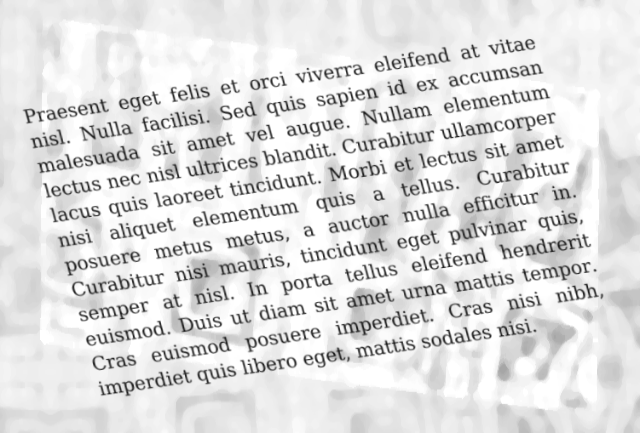 Praesent eget felis et orci viverra eleifend at vitae
nisl. Nulla facilisi. Sed quis sapien id ex accumsan
malesuada sit amet vel augue. Nullam elementum
lectus nec nisl ultrices blandit. Curabitur ullamcorper
lacus quis laoreet tincidunt. Morbi et lectus sit amet
nisi aliquet elementum quis a tellus. Curabitur
posuere metus metus, a auctor nulla efficitur in.
Curabitur nisi mauris, tincidunt eget pulvinar quis,
semper at nisl. In porta tellus eleifend hendrerit
euismod. Duis ut diam sit amet urna mattis tempor.
Cras euismod posuere imperdiet. Cras nisi nibh,
imperdiet quis libero eget, mattis sodales nisi.